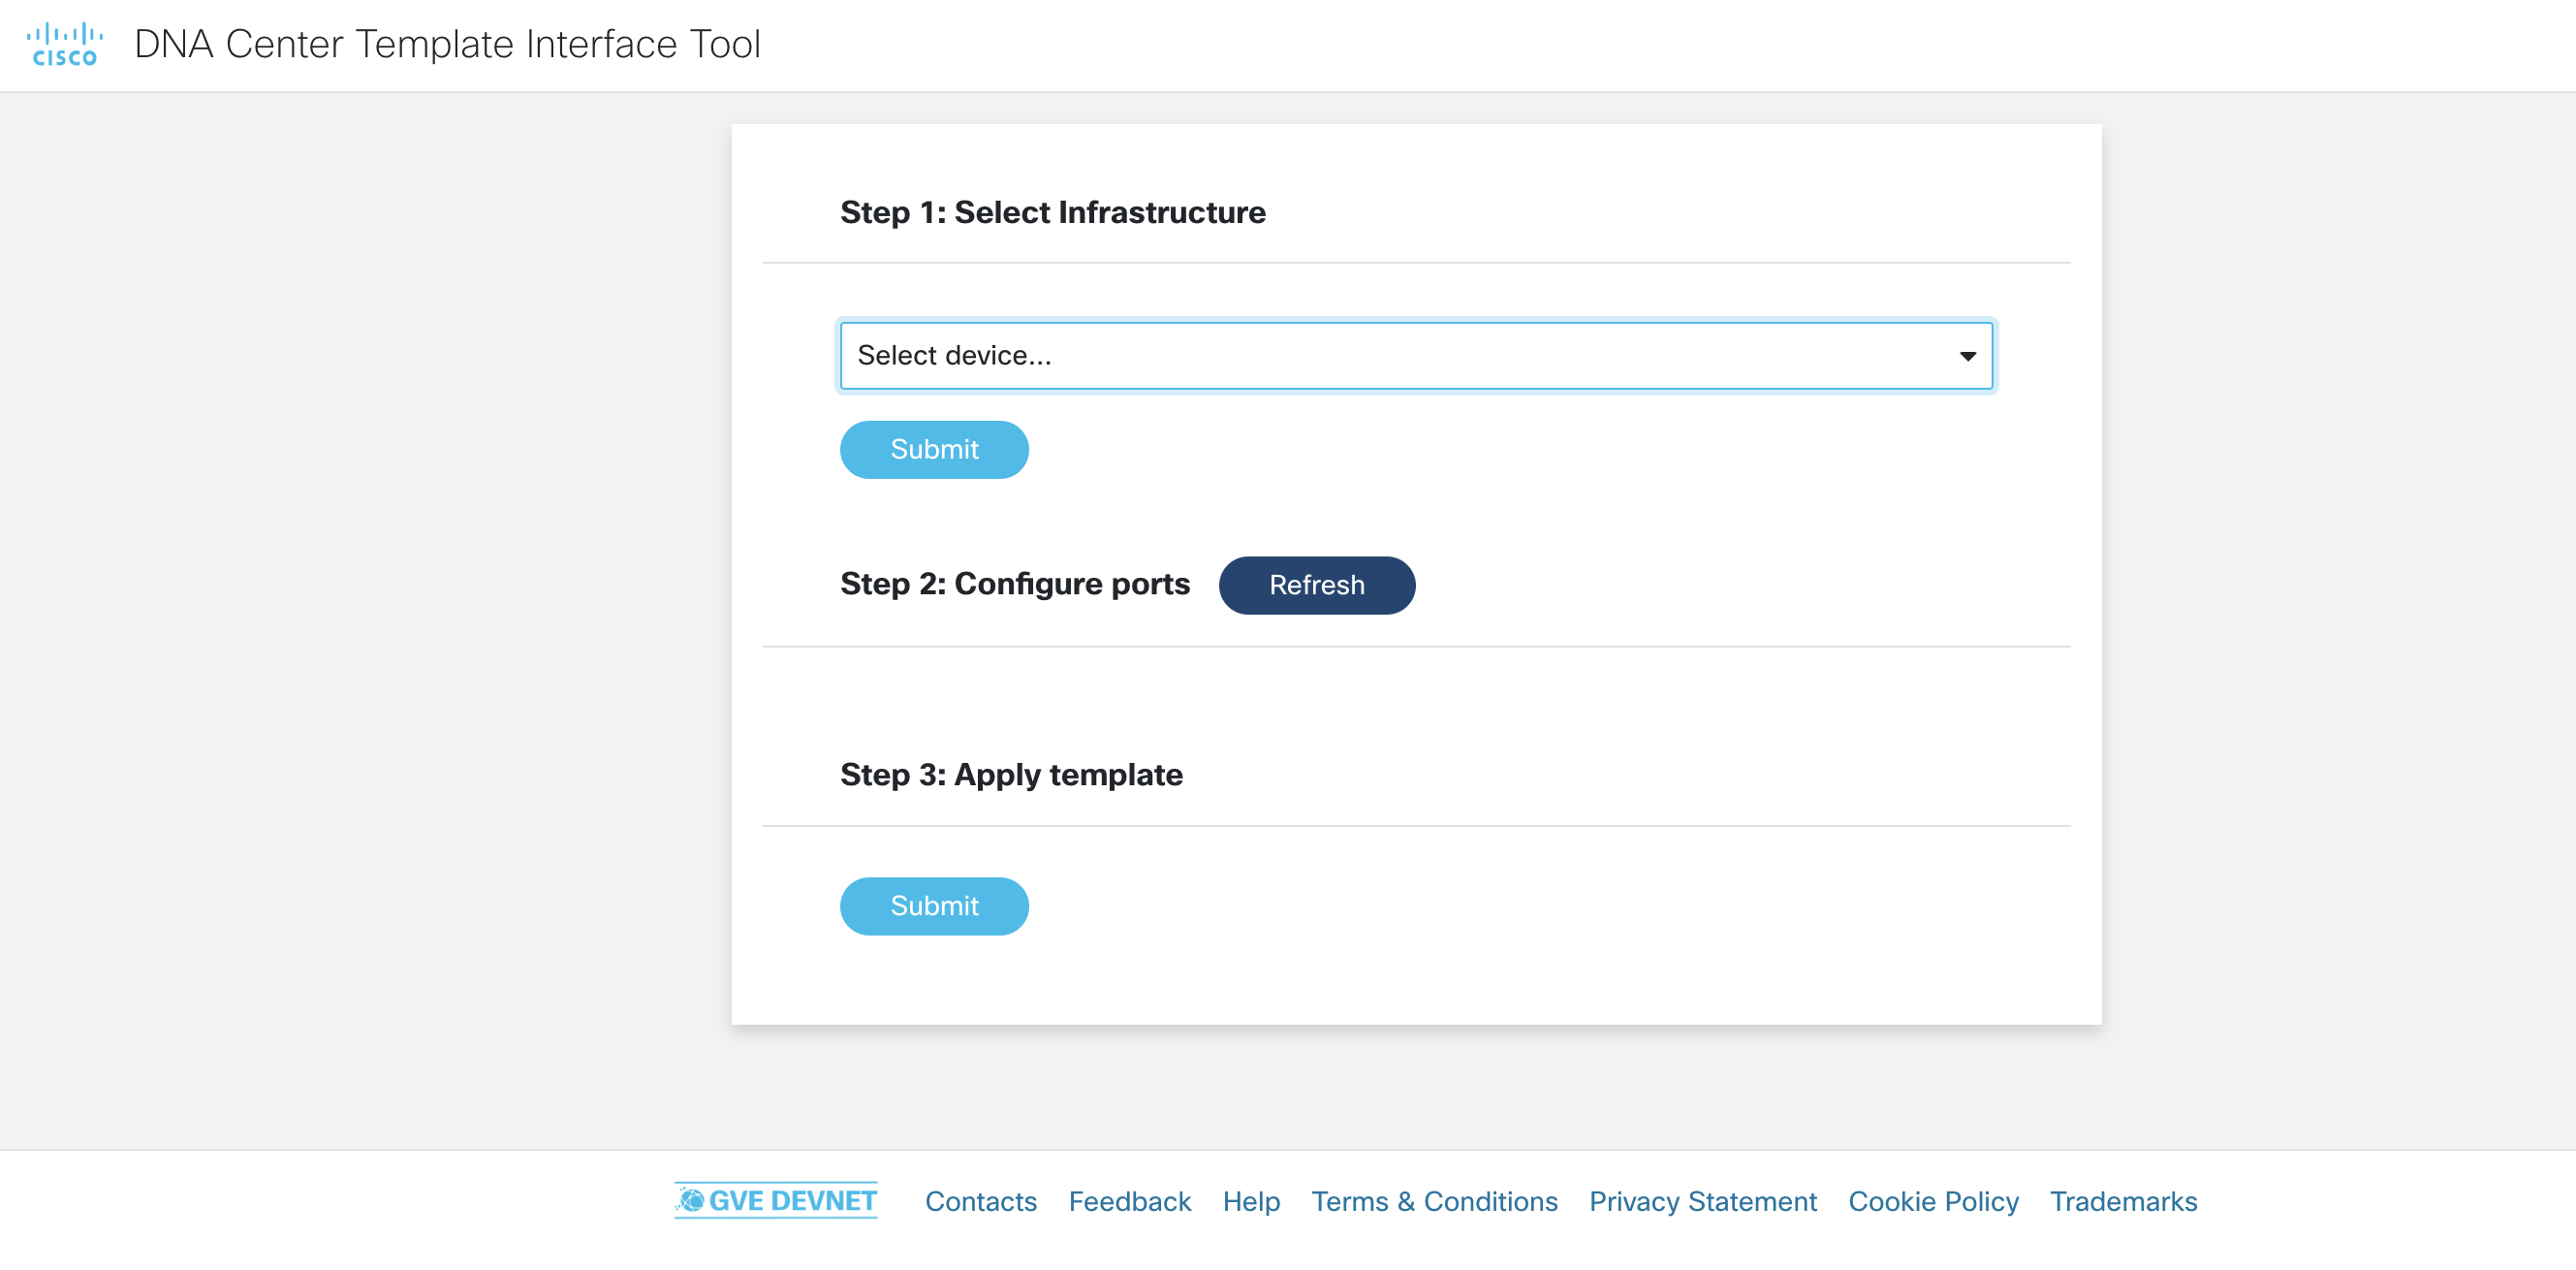 CISCO
DNA Center Template Interface Tool
Step 1: Select Infrastructure
Select device...
Submit
Step 2: Configure ports
Refresh
Step 3: Apply template
Submit
GVE DEVNET Contacts Feedback Help Terms & Conditions Privacy Statement Cookie Policy Trademarks